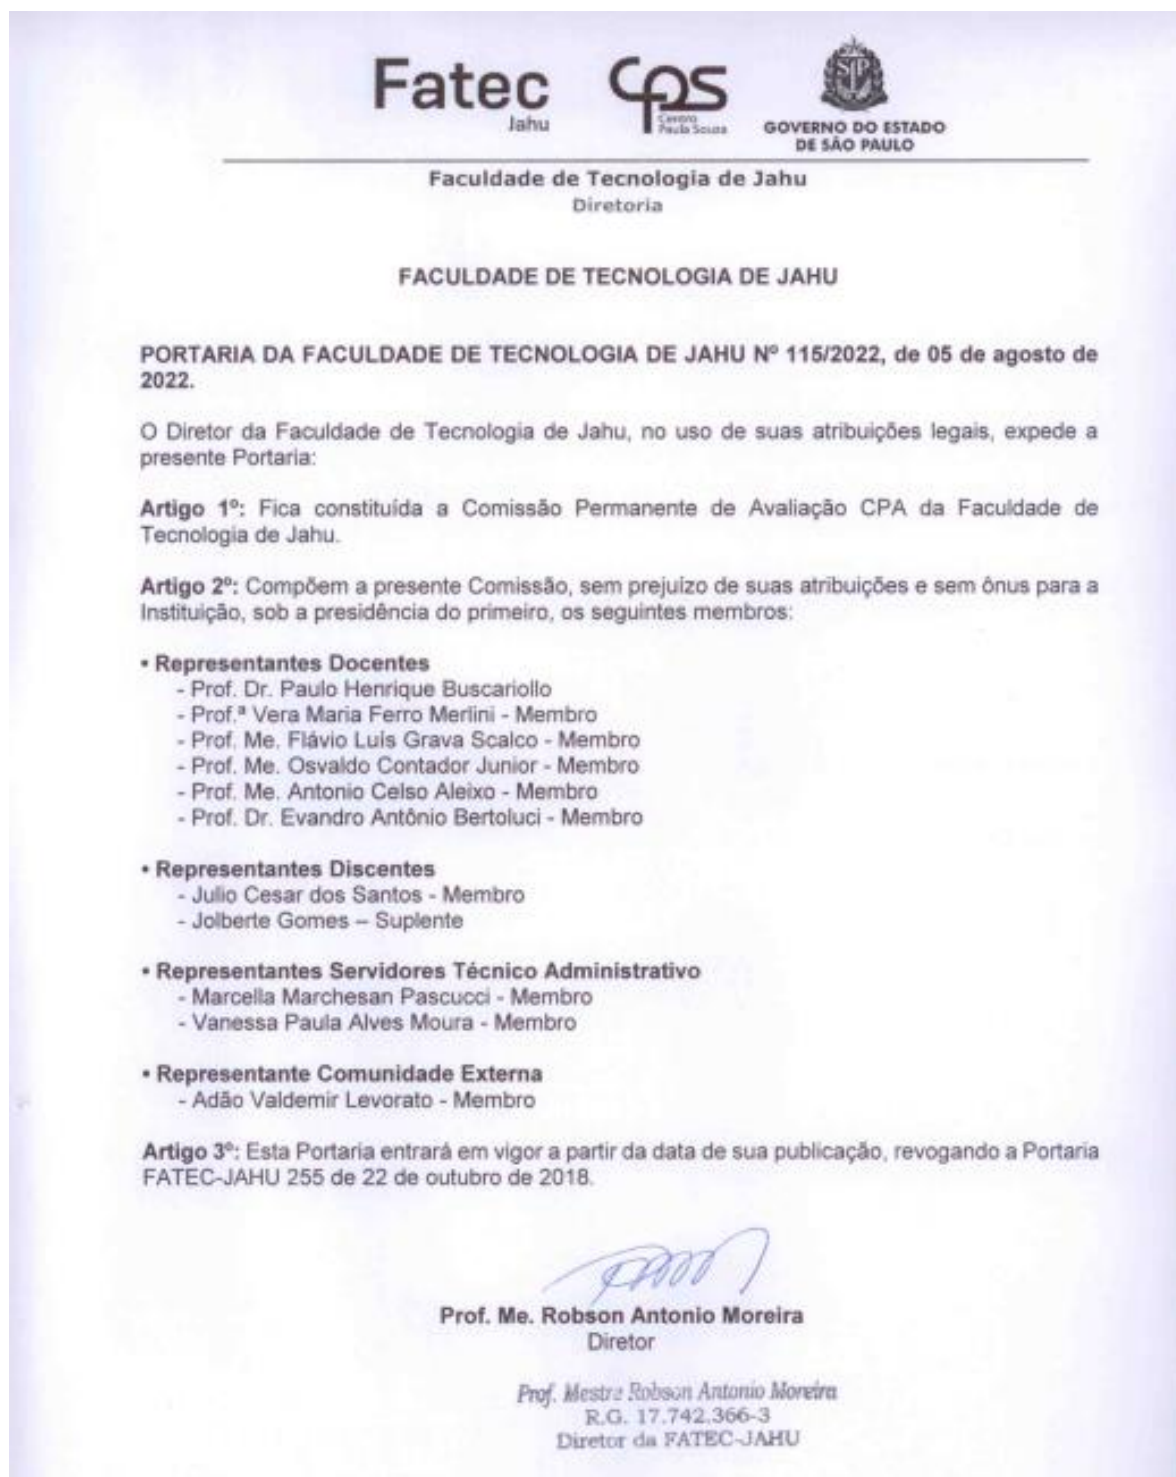 Fatec
Jahu
CPS
Centro
Paula Souza
SP
GOVERNO DO ESTADO
DE SÃO PAULO
Faculdade de Tecnologia de Jahu
Diretoria
FACULDADE DE TECNOLOGIA DE JAHU
PORTARIA DA FACULDADE DE TECNOLOGIA DE JAHU Nº 115/2022, de 05 de agosto de
2022.
O Diretor da Faculdade de Tecnologia de Jahu, no uso de suas atribuições legais, expede a
presente Portaria:
Artigo 1º: Fica constituída a Comissão Permanente de Avaliação CPA da Faculdade de
Tecnologia de Jahu.
Artigo 2º: Compõem a presente Comissão, sem prejuízo de suas atribuições e sem ônus para a
Instituição, sob a presidência do primeiro, os seguintes membros:
• Representantes Docentes
- Prof. Dr. Paulo Henrique Buscariollo
- Prof.ª Vera Maria Ferro Merlini - Membro
- Prof. Me. Flávio Luís Grava Scalco - Membro
- Prof. Me. Osvaldo Contador Junior - Membro
- Prof. Me. Antonio Celso Aleixo - Membro
- Prof. Dr. Evandro Antônio Bertoluci - Membro
• Representantes Discentes
- Julio Cesar dos Santos - Membro
- Jolberte Gomes – Suplente
• Representantes Servidores Técnico Administrativo
- Marcella Marchesan Pascucci - Membro
- Vanessa Paula Alves Moura - Membro
• Representante Comunidade Externa
- Adão Valdemir Levorato - Membro
Artigo 3º: Esta Portaria entrará em vigor a partir da data de sua publicação, revogando a Portaria
FATEC-JAHU 255 de 22 de outubro de 2018.
Prof. Me. Robson Antonio Moreira
Diretor
Prof. Mestre Robson Antonio Moreira
R.G. 17.742.366-3
Diretor da FATEC-JAHU